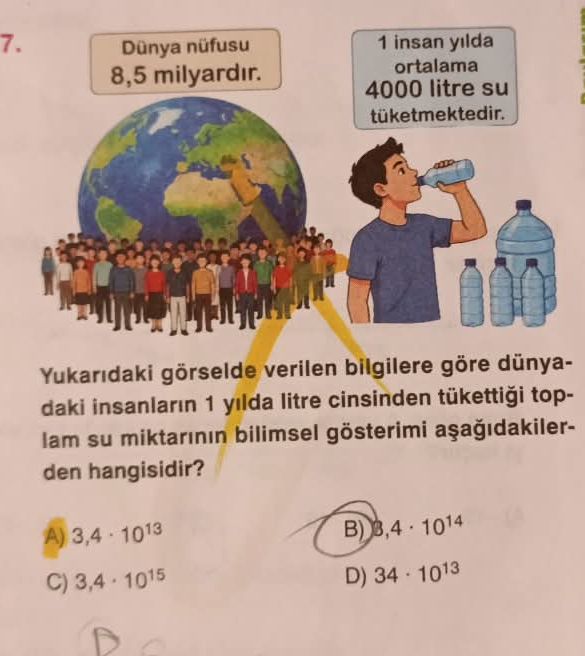 7.
Dünya nüfusu
8,5 milyardır.
1 insan yılda
ortalama
4000 litre su
tüketmektedir.
Yukarıdaki görselde verilen bilgilere göre dünya-
daki insanların 1 yılda litre cinsinden tükettiği top-
lam su miktarının bilimsel gösterimi aşağıdakiler-
den hangisidir?
A) 3,4 · 10¹³
B) 3,4 · 10¹⁴
C) 3,4 · 10¹⁵
D) 34 · 10¹³
D